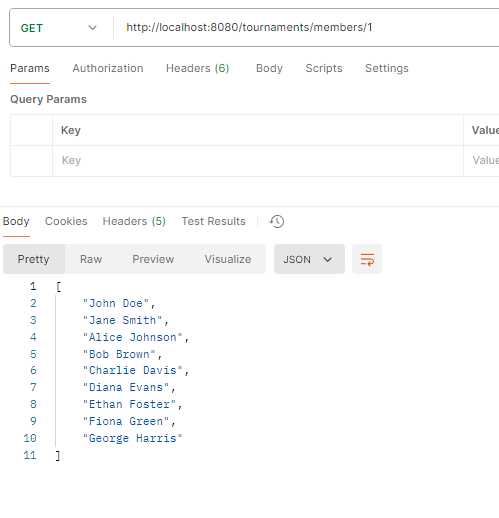 GET http://localhost:8080/tournaments/members/1
Params Authorization Headers (6) Body Scripts Settings
Query Params
Key Value
Key Value
Body Cookies Headers (5) Test Results
Pretty Raw Preview Visualize JSON
1 [
2 "John Doe",
3 "Jane Smith",
4 "Alice Johnson",
5 "Bob Brown",
6 "Charlie Davis",
7 "Diana Evans",
8 "Ethan Foster",
9 "Fiona Green",
10 "George Harris"
11 ]